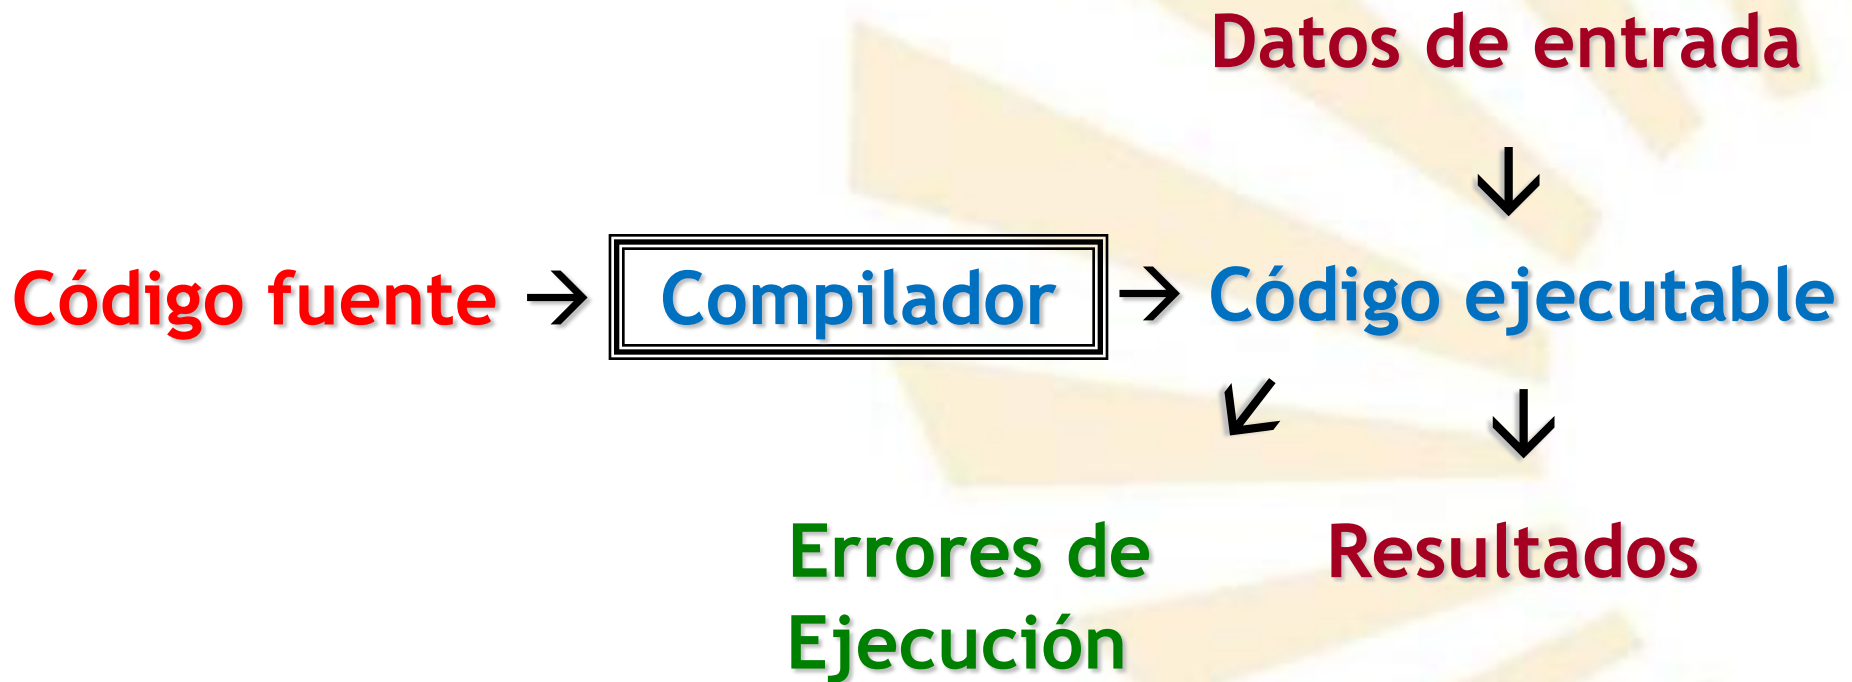 Datos de entrada
↓
Código fuente → Compilador → Código ejecutable
↙ ↓
Errores de Resultados
Ejecución